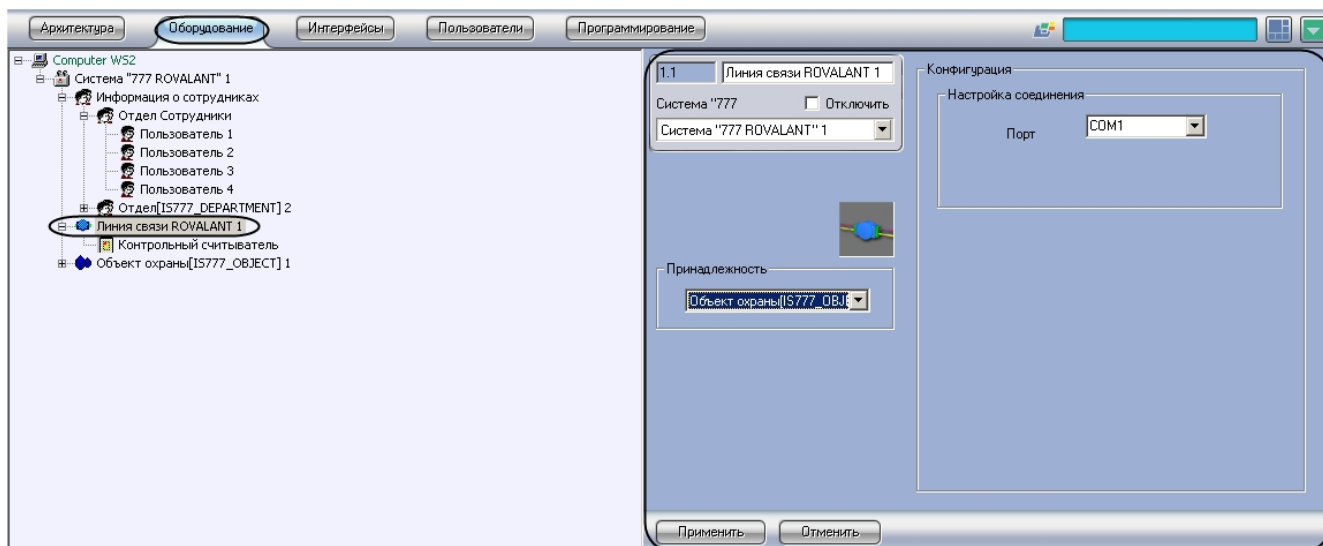 Архитектура Оборудование Интерфейсы Пользователи Программирование
Computer WS2
Система "777 ROVALANT" 1
Информация о сотрудниках
Отдел Сотрудники
Пользователь 1
Пользователь 2
Пользователь 3
Пользователь 4
Отдел[IS777_DEPARTMENT] 2
Линия связи ROVALANT 1
Контрольный считыватель
Объект охраны[IS777_OBJECT] 1
1.1 Линия связи ROVALANT 1
Система "777 Отключить
Система "777 ROVALANT" 1
Принадлежность
Объект охраны[IS777_OBJE
Конфигурация
Настройка соединения
Порт COM1
Применить Отменить